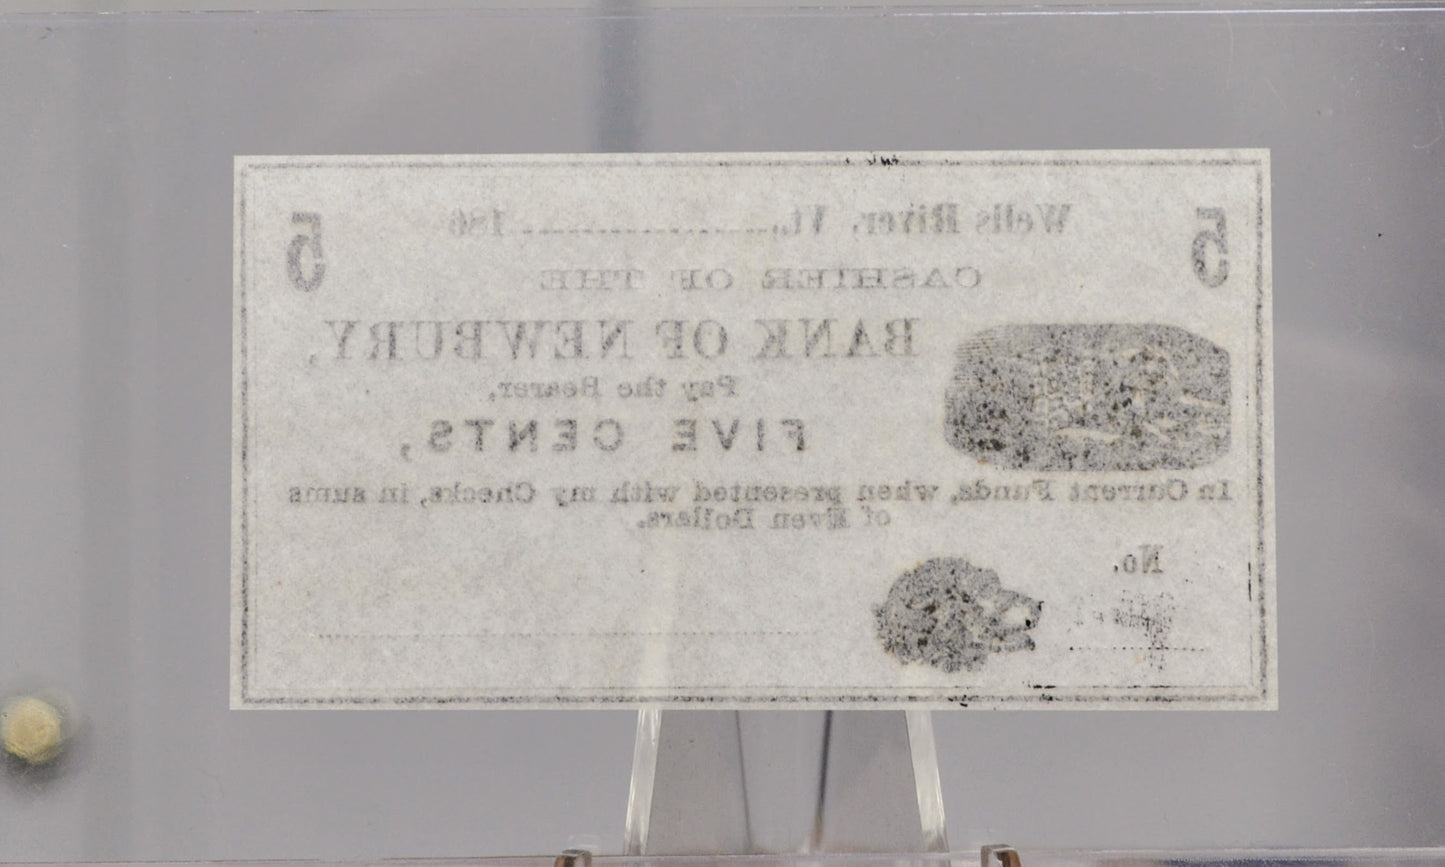 5 Wells River, Vt., 186 5
CASHIER OF THE
BANK OF NEWBURY,
Pay the Bearer,
FIVE CENTS,
In Current Funds, when presented with my Checks, in sums
of Even Dollars.
No.